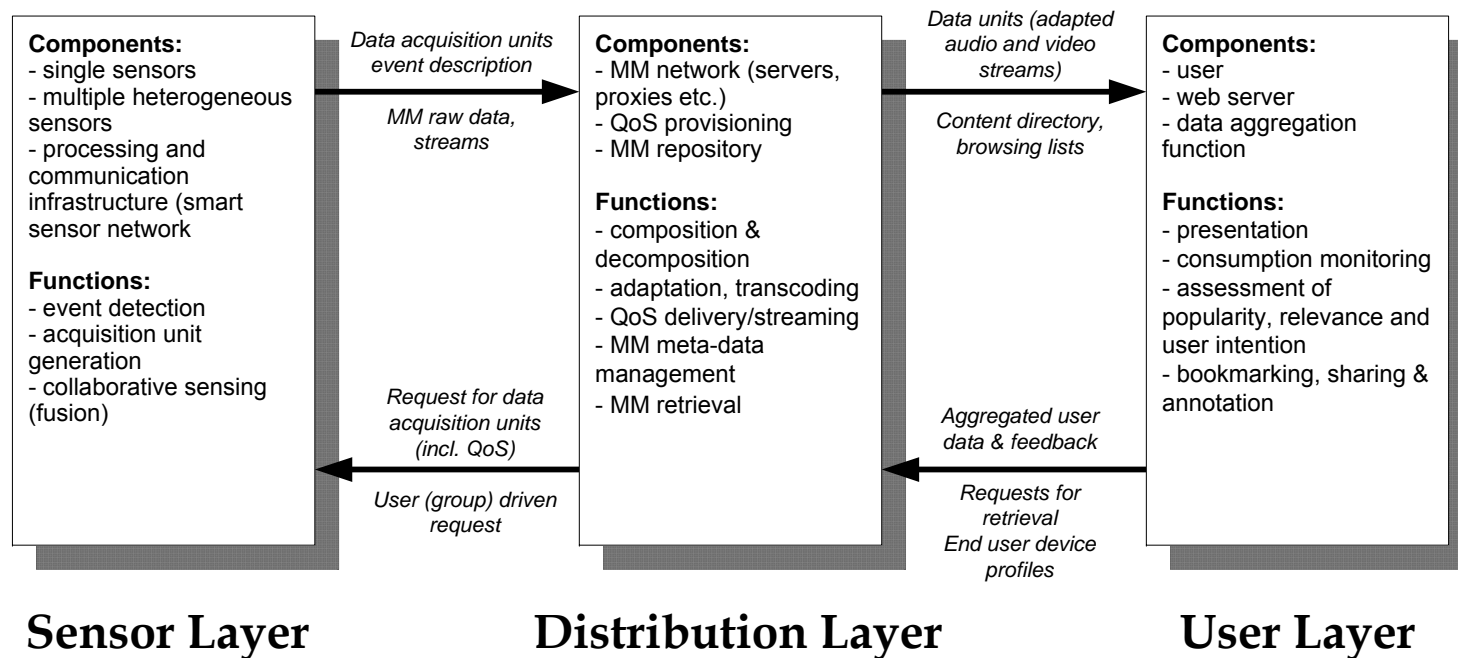 Components:
- single sensors
- multiple heterogeneous
sensors
- processing and
communication
infrastructure (smart
sensor network
Functions:
- event detection
- acquisition unit
generation
- collaborative sensing
(fusion)
Data acquisition units
event description
MM raw data,
streams
Request for data
acquisition units
(incl. QoS)
User (group) driven
request
Components:
- MM network (servers,
proxies etc.)
- QoS provisioning
- MM repository
Functions:
- composition &
decomposition
- adaptation, transcoding
- QoS delivery/streaming
- MM meta-data
management
- MM retrieval
Data units (adapted
audio and video
streams)
Content directory,
browsing lists
Aggregated user
data & feedback
Requests for
retrieval
End user device
profiles
Components:
- user
- web server
- data aggregation
function
Functions:
- presentation
- consumption monitoring
- assessment of
popularity, relevance and
user intention
- bookmarking, sharing &
annotation
Sensor Layer
Distribution Layer
User Layer